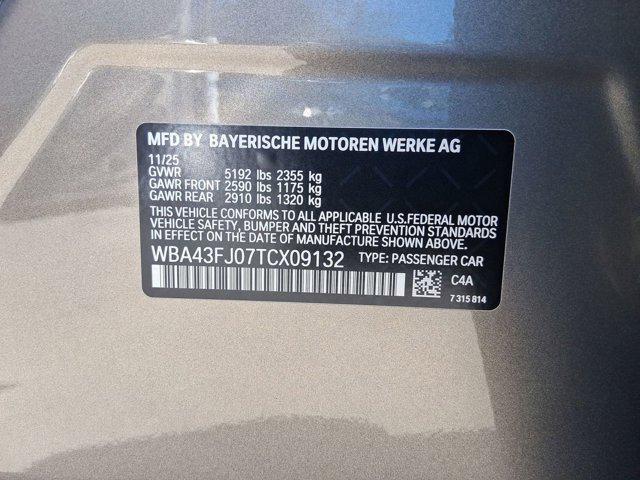 MFD BY BAYERISCHE MOTOREN WERKE AG
11/25
GVWR 5192 lbs 2355 kg
GAWR FRONT 2590 lbs 1175 kg
GAWR REAR 2910 lbs 1320 kg
THIS VEHICLE CONFORMS TO ALL APPLICABLE U.S.FEDERAL MOTOR
VEHICLE SAFETY, BUMPER, AND THEFT PREVENTION STANDARDS
IN EFFECT ON THE DATE OF MANUFACTURE SHOWN ABOVE.
WBA43FJ07TCX09132 TYPE: PASSENGER CAR
C4A
7 315 814